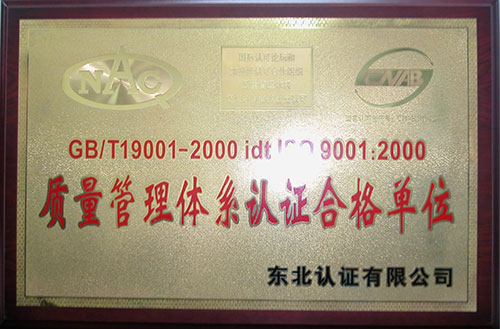 NAC
CNAB
GB/T19001-2000 idt ISO 9001:2000
质量管理体系认证合格单位
东北认证有限公司